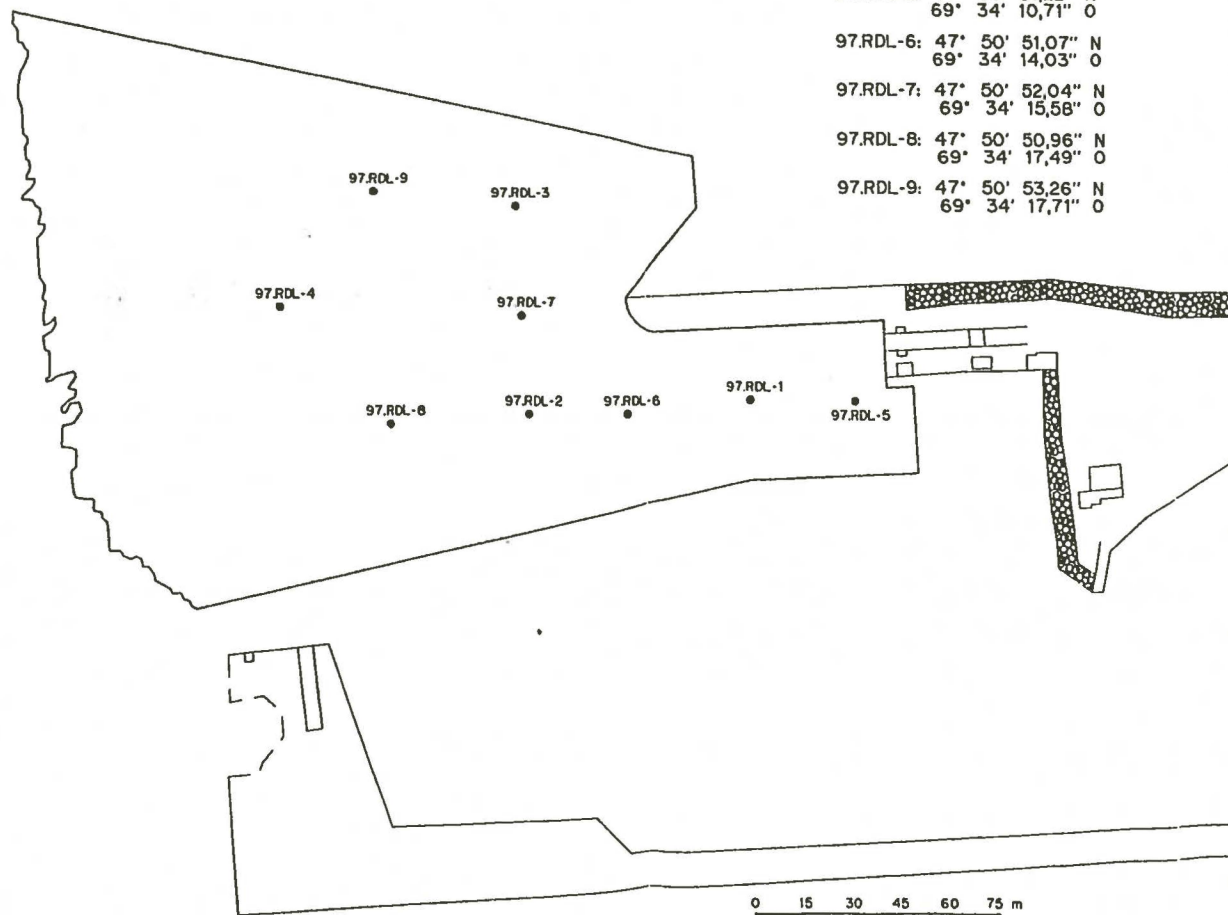 69° 34' 10,71" O
97.RDL-6: 47° 50' 51,07" N
69° 34' 14,03" O
97.RDL-7: 47° 50' 52,04" N
69° 34' 15,58" O
97.RDL-8: 47° 50' 50,96" N
69° 34' 17,49" O
97.RDL-9: 47° 50' 53,26" N
69° 34' 17,71" O
97.RDL-9
97.RDL-3
97.RDL-4
97.RDL-7
97.RDL-8
97.RDL-2
97.RDL-6
97.RDL-1
97.RDL-5
0 15 30 45 60 75 m